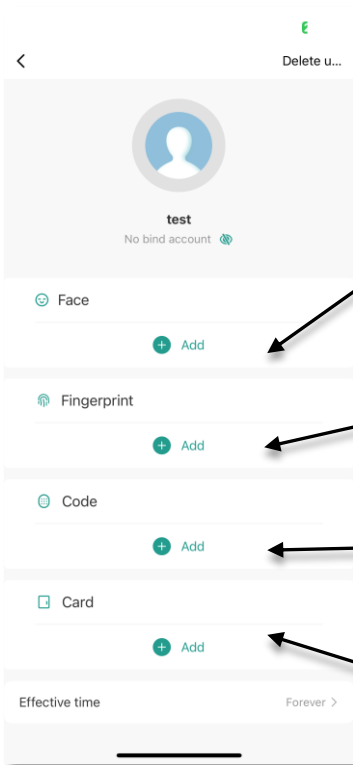 Delete u...
test
No bind account
Face
Add
Fingerprint
Add
Code
Add
Card
Add
Effective time
Forever >